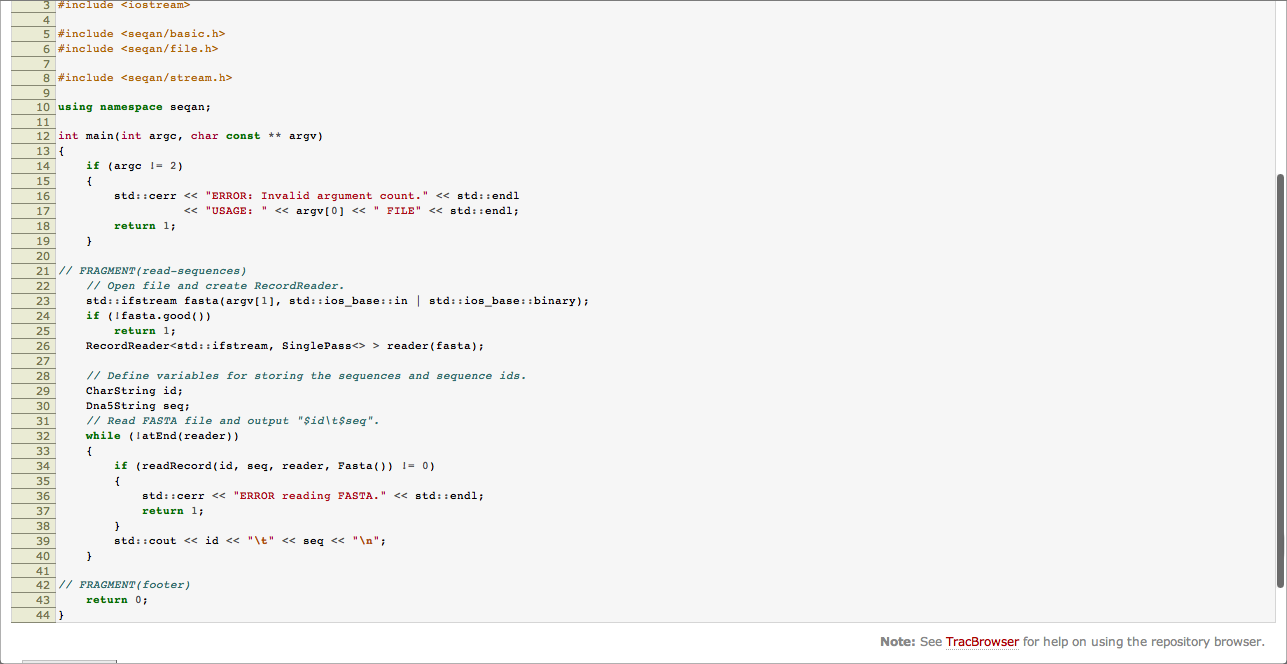 3 #include <iostream>
4
5 #include <seqan/basic.h>
6 #include <seqan/file.h>
7
8 #include <seqan/stream.h>
9
10 using namespace seqan;
11
12 int main(int argc, char const ** argv)
13 {
14     if (argc != 2)
15     {
16         std::cerr << "ERROR: Invalid argument count." << std::endl
17                   << "USAGE: " << argv[0] << " FILE" << std::endl;
18         return 1;
19     }
20
21 // FRAGMENT(read-sequences)
22     // Open file and create RecordReader.
23     std::ifstream fasta(argv[1], std::ios_base::in | std::ios_base::binary);
24     if (!fasta.good())
25         return 1;
26     RecordReader<std::ifstream, SinglePass<> > reader(fasta);
27
28     // Define variables for storing the sequences and sequence ids.
29     CharString id;
30     Dna5String seq;
31     // Read FASTA file and output "$id\t$seq".
32     while (!atEnd(reader))
33     {
34         if (readRecord(id, seq, reader, Fasta()) != 0)
35         {
36             std::cerr << "ERROR reading FASTA." << std::endl;
37             return 1;
38         }
39         std::cout << id << "\t" << seq << "\n";
40     }
41
42 // FRAGMENT(footer)
43     return 0;
44 }
Note: See TracBrowser for help on using the repository browser.